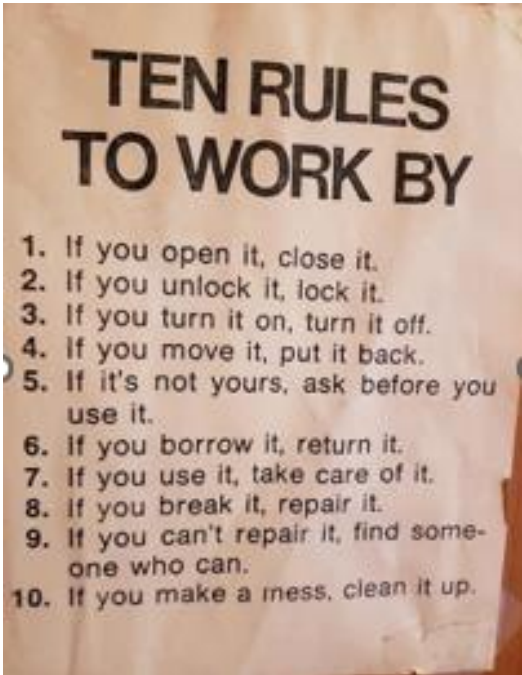 TEN RULES
TO WORK BY
1. If you open it, close it.
2. If you unlock it, lock it.
3. If you turn it on, turn it off.
4. If you move it, put it back.
5. If it's not yours, ask before you
use it.
6. If you borrow it, return it.
7. If you use it, take care of it.
8. If you break it, repair it.
9. If you can't repair it, find some-
one who can.
10. If you make a mess, clean it up.